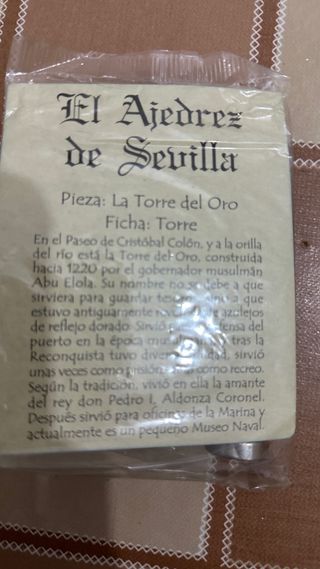 El Ajedrez
de Sevilla
Pieza: La Torre del Oro
Ficha: Torre
En el Paseo de Cristóbal Colón, y a la orilla
del río está la Torre del Oro, construida
hacia 1220 por el gobernador musulmán
Abu Elola. Su nombre no se debe a que
sirviera para guardar tesoros, sino a que
estuvo antiguamente de azulejos
de reflejo dorado. Sirvió para defensa del
puerto en la época y tras la
Reconquista tuvo sirvió
unas veces como prisión como recreo.
Según la tradición, vivió en ella la amante
del rey don Pedro I, Aldonza Coronel.
Después sirvió para oficinas de la Marina y
actualmente es un pequeño Museo Naval.